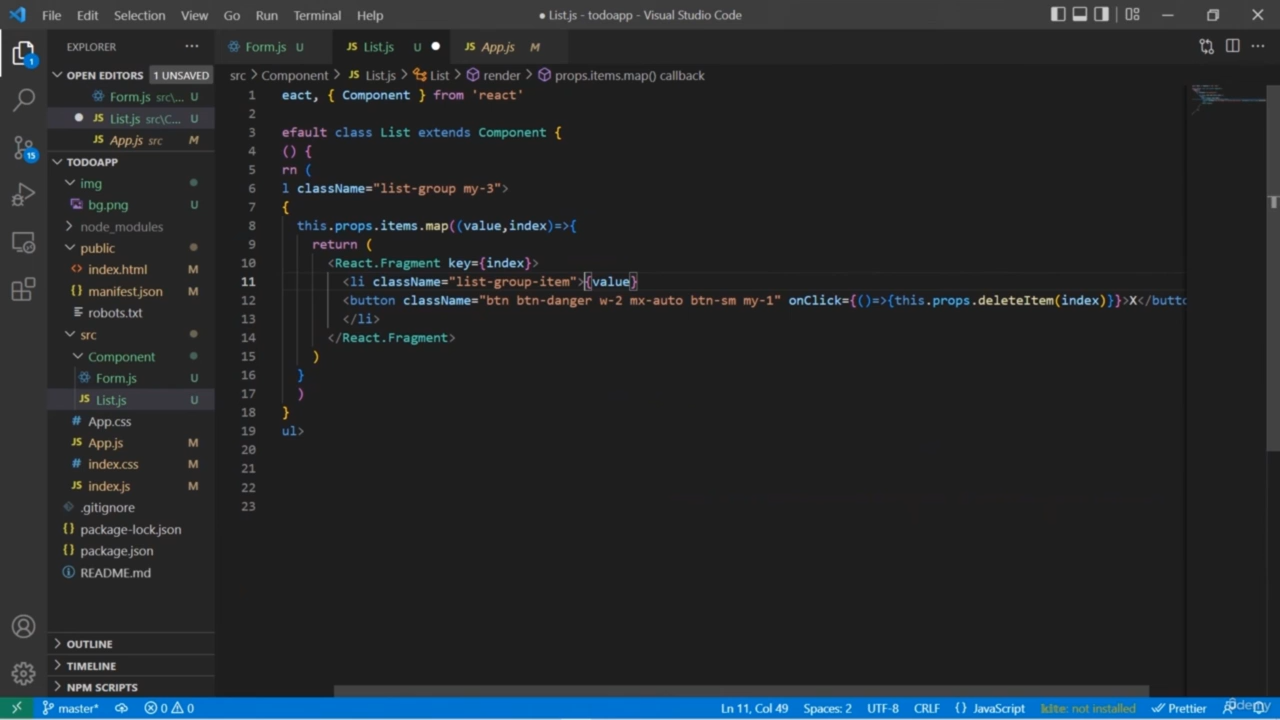 File Edit Selection View Go Run Terminal Help
● List.js - todoapp - Visual Studio Code
EXPLORER ...
Form.js U
List.js U ●
App.js M
OPEN EDITORS 1 UNSAVED
Form.js src\... U
● List.js src\C... U
App.js src M
TODOAPP
img
bg.png U
node_modules
public
index.html M
manifest.json M
robots.txt
src
Component
Form.js U
List.js U
App.css
App.js M
index.css M
index.js M
.gitignore
package-lock.json
package.json
README.md
OUTLINE
TIMELINE
NPM SCRIPTS
1
15
src > Component > List.js > List > render > props.items.map() callback
1 eact, { Component } from 'react'
2
3 efault class List extends Component {
4 () {
5 rn (
6 l className="list-group my-3">
7 {
8 this.props.items.map((value,index)=>{
9 return (
10 <React.Fragment key={index}>
11 <li className="list-group-item">{value}
12 <button className="btn btn-danger w-2 mx-auto btn-sm my-1" onClick={()=>{this.props.deleteItem(index)}}>X</butto
13 </li>
14 </React.Fragment>
15 )
16 }
17 )
18 }
19 ul>
20
21
22
23
master* 0 0 Ln 11, Col 49 Spaces: 2 UTF-8 CRLF {} JavaScript Kite: not installed Prettier
Udemy